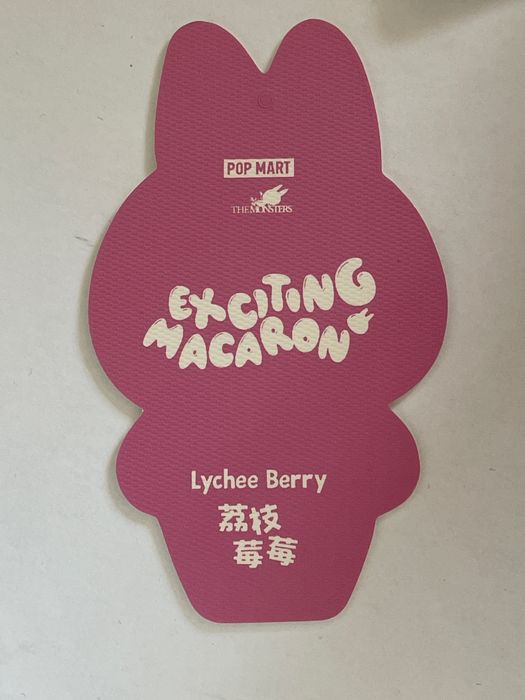 POP MART
THE MONSTERS
EXCITING
MACARON
Lychee Berry
荔枝
莓莓